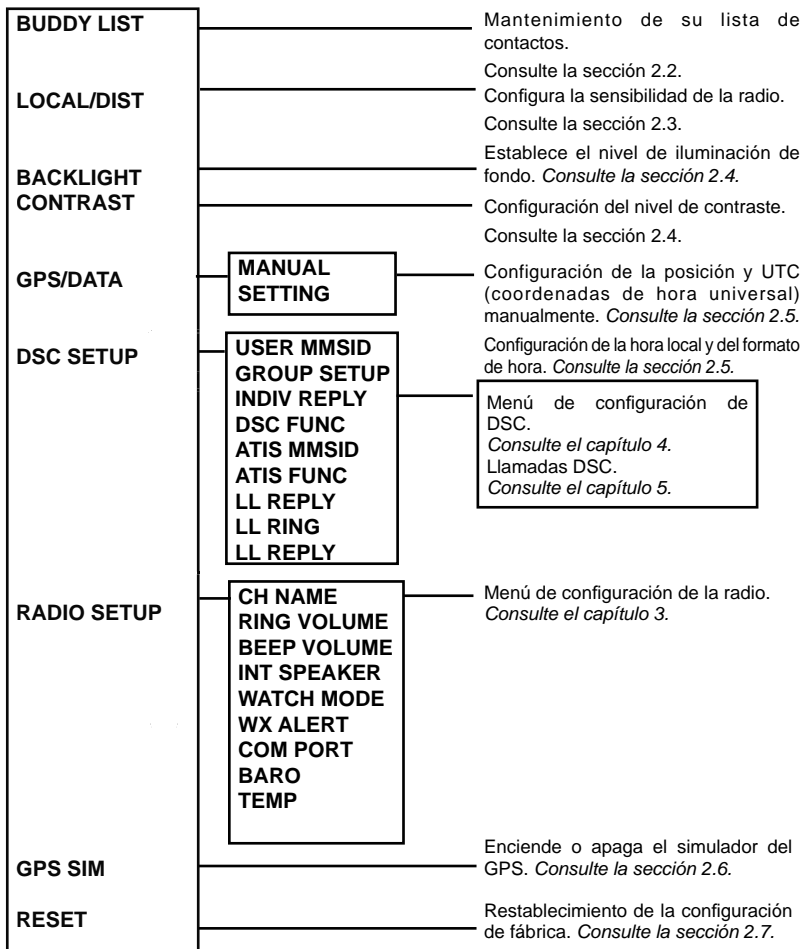 BUDDY LIST
Mantenimiento de su lista de
contactos.
Consulte la sección 2.2.
LOCAL/DIST
Configura la sensibilidad de la radio.
Consulte la sección 2.3.
BACKLIGHT
Establece el nivel de iluminación de
fondo. Consulte la sección 2.4.
CONTRAST
Configuración del nivel de contraste.
Consulte la sección 2.4.
GPS/DATA
MANUAL
SETTING
Configuración de la posición y UTC
(coordenadas de hora universal)
manualmente. Consulte la sección 2.5.
Configuración de la hora local y del formato
de hora. Consulte la sección 2.5.
DSC SETUP
USER MMSID
GROUP SETUP
INDIV REPLY
DSC FUNC
ATIS MMSID
ATIS FUNC
LL REPLY
LL RING
LL REPLY
Menú de configuración de
DSC.
Consulte el capítulo 4.
Llamadas DSC.
Consulte el capítulo 5.
RADIO SETUP
CH NAME
RING VOLUME
BEEP VOLUME
INT SPEAKER
WATCH MODE
WX ALERT
COM PORT
BARO
TEMP
Menú de configuración de la radio.
Consulte el capítulo 3.
GPS SIM
Enciende o apaga el simulador del
GPS. Consulte la sección 2.6.
RESET
Restablecimiento de la configuración
de fábrica. Consulte la sección 2.7.